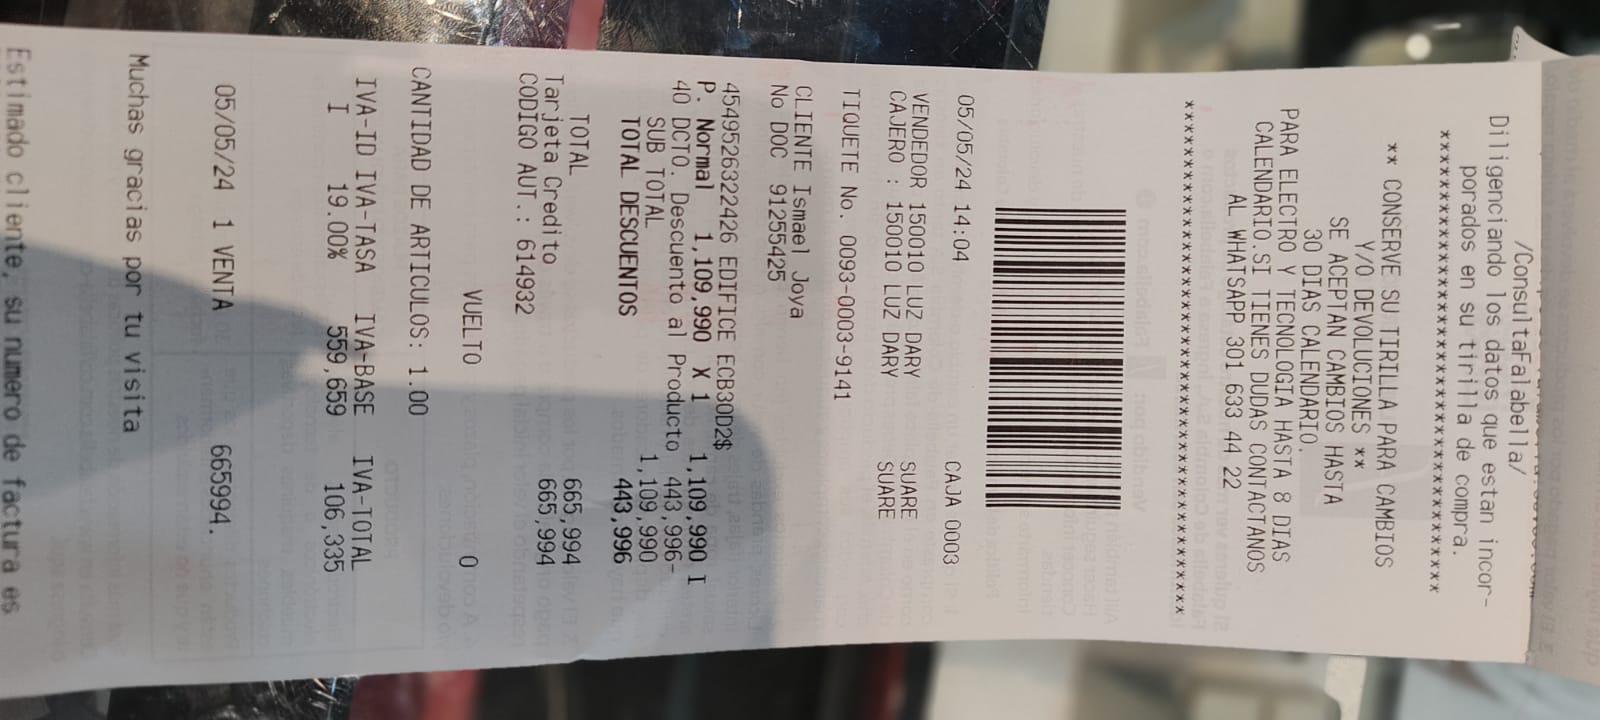 /ConsultaFalabella/
Diligenciando los datos que estan incor-
porados en su tirilla de compra.
** CONSERVE SU TIRILLA PARA CAMBIOS
Y/O DEVOLUCIONES **
SE ACEPTAN CAMBIOS HASTA
30 DIAS CALENDARIO.
PARA ELECTRO Y TECNOLOGIA HASTA 8 DIAS
CALENDARIO.SI TIENES DUDAS CONTACTANOS
AL WHATSAPP 301 633 44 22
05/05/24 14:04 CAJA 0003
VENDEDOR 150010 LUZ DARY SUARE
CAJERO : 150010 LUZ DARY SUARE
TIQUETE No. 0093-0003-9141
CLIENTE Ismael Joya
No DOC 91255425
4549526322426 EDIFICE ECB30D2$
P. Normal 1,109,990 X 1 1,109,990 I
40 DCTO. Descuento al Producto 443,996-
SUB TOTAL 1,109,990
TOTAL DESCUENTOS 443,996
TOTAL 665,994
Tarjeta Credito 665,994
CODIGO AUT.: 614932
VUELTO 0
CANTIDAD DE ARTICULOS: 1.00
IVA-ID IVA-TASA IVA-BASE IVA-TOTAL
I 19.00% 559,659 106,335
05/05/24 1 VENTA 665994.
Muchas gracias por tu visita
Estimado cliente, su numero de factura es